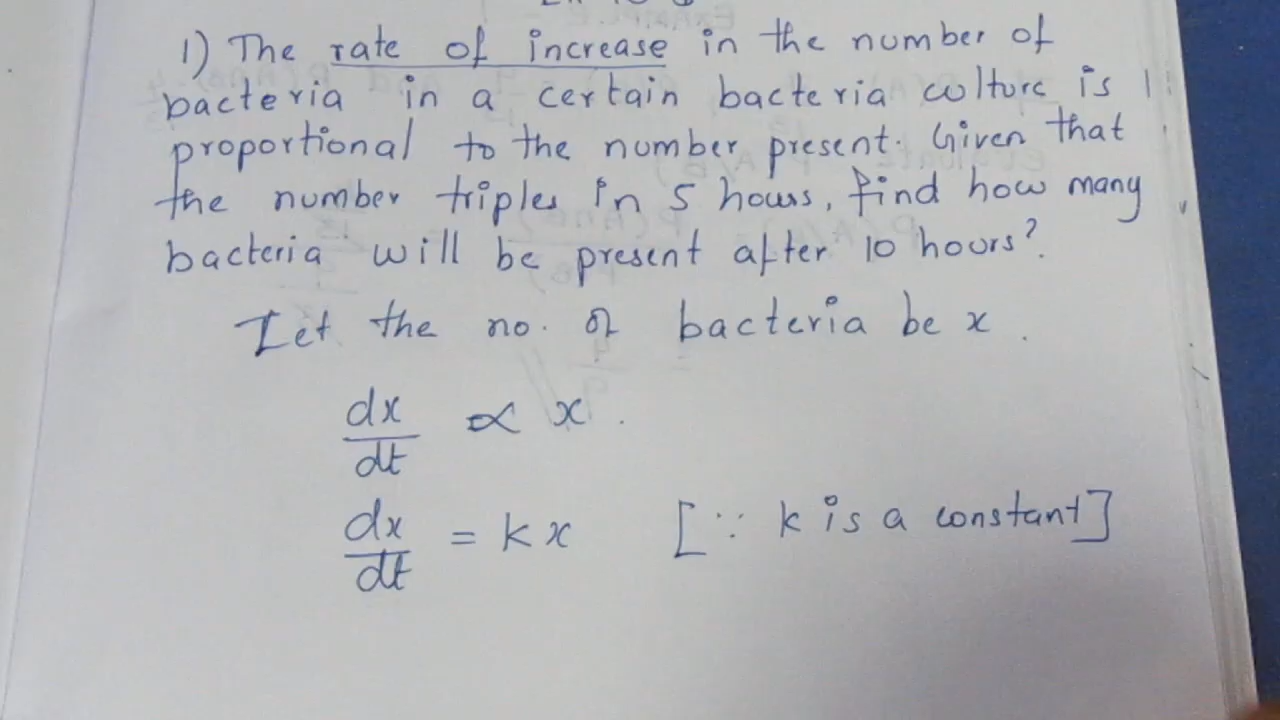 1) The rate of increase in the number of
bacteria in a certain bacteria culture is
proportional to the number present. Given that
the number triples in 5 hours, find how many
bacteria will be present after 10 hours?
Let the no. of bacteria be x.
dx/dt ∝ x.
dx/dt = kx [∵ k is a constant]